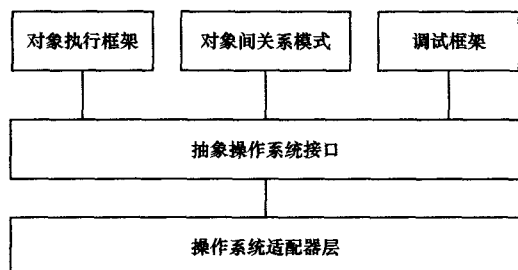 对象执行框架
对象间关系模式
调试框架
抽象操作系统接口
操作系统适配器层